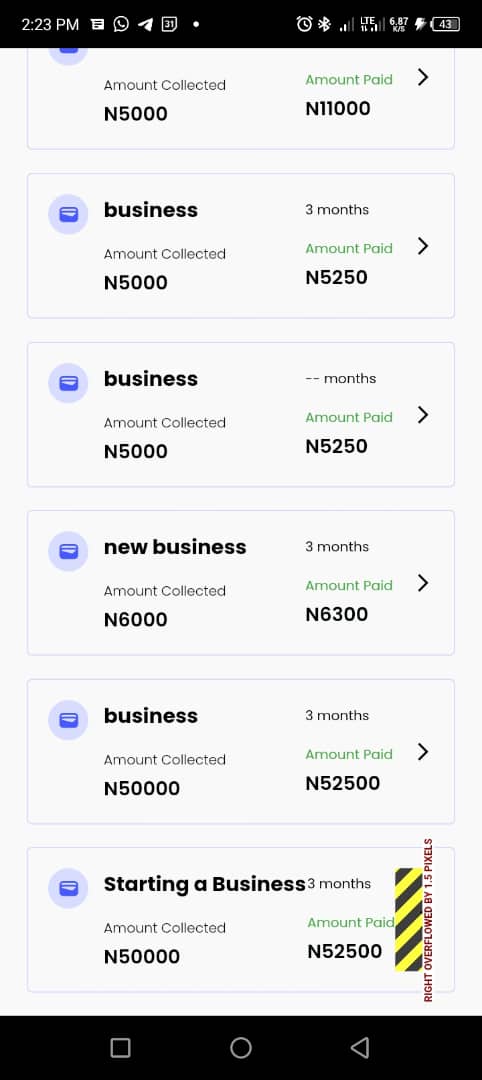 2:23 PM
31
LTE
6.87
K/S
43
Amount Collected
N5000
Amount Paid
N11000
business
3 months
Amount Collected
N5000
Amount Paid
N5250
business
-- months
Amount Collected
N5000
Amount Paid
N5250
new business
3 months
Amount Collected
N6000
Amount Paid
N6300
business
3 months
Amount Collected
N50000
Amount Paid
N52500
Starting a Business
3 months
Amount Collected
N50000
Amount Paid
N52500
RIGHT OVERFLOWED BY 1.5 PIXELS